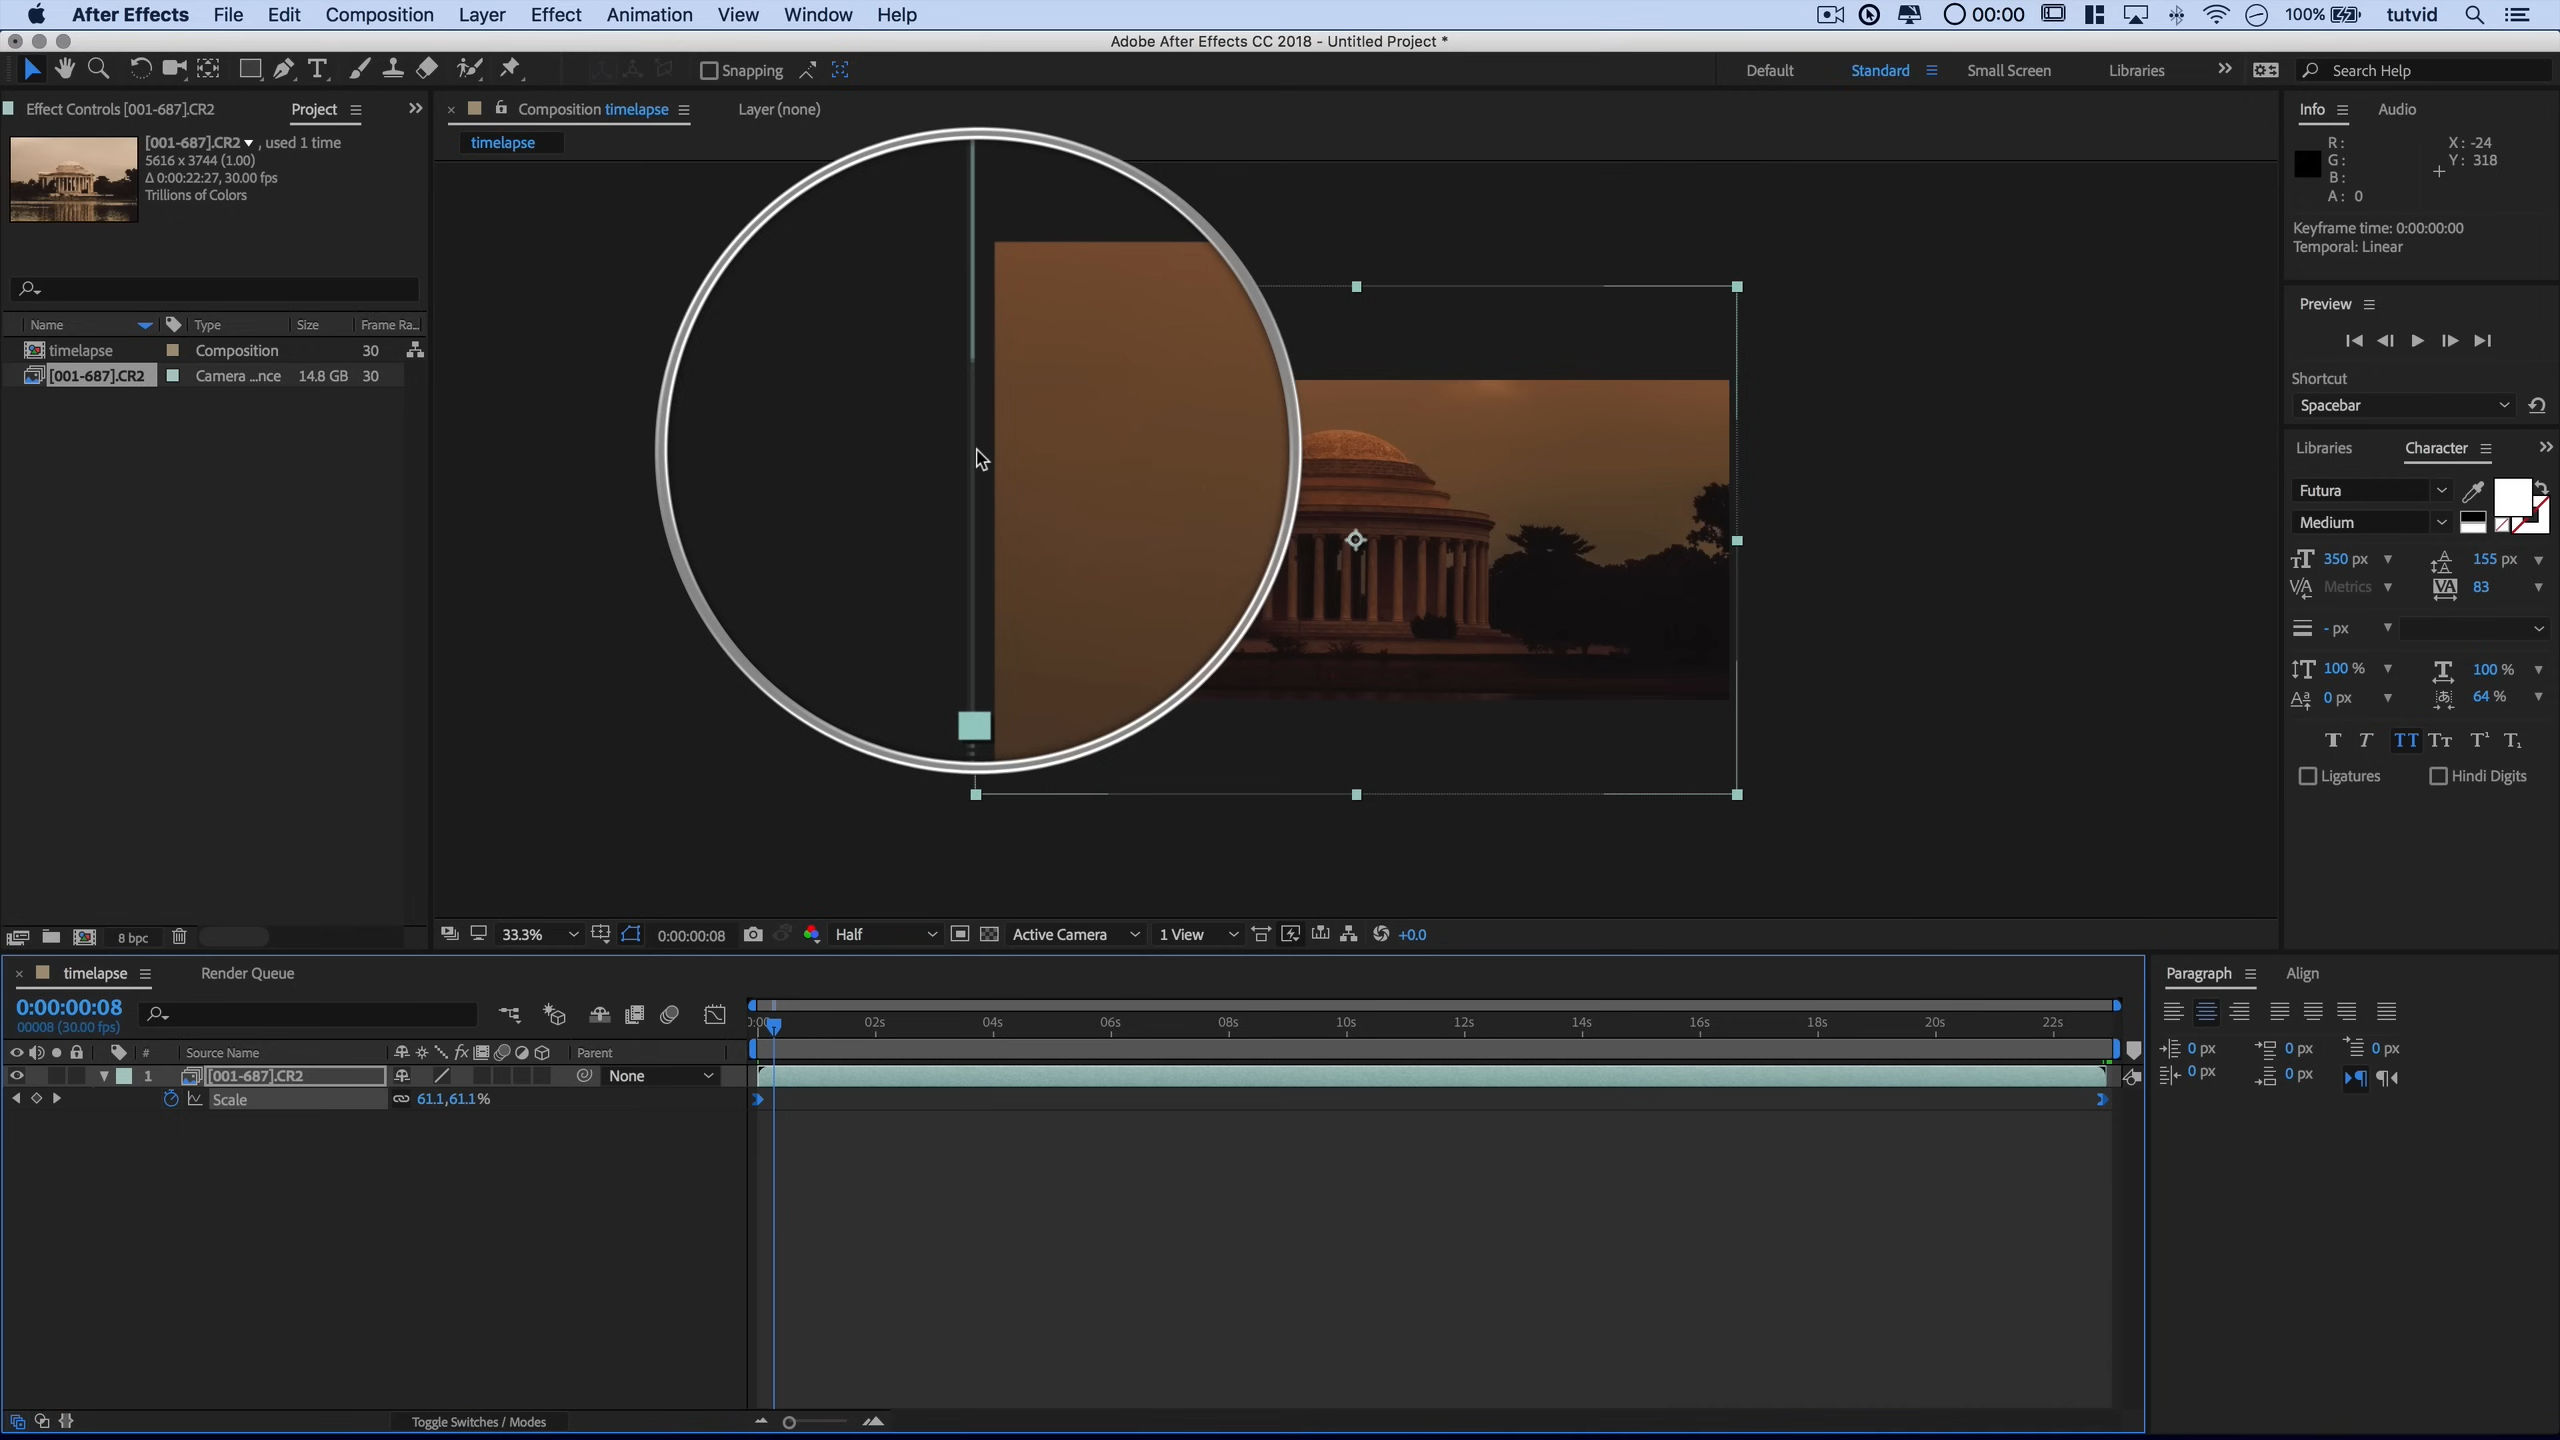 After Effects File Edit Composition Layer Effect Animation View Window Help 00:00 100% tutvid
Adobe After Effects CC 2018 - Untitled Project *
Snapping Default Standard Small Screen Libraries Search Help
Effect Controls [001-687].CR2 Project
[001-687].CR2 , used 1 time
5616 x 3744 (1.00)
Δ 0:00:22:27, 30.00 fps
Trillions of Colors
Name Type Size Frame Ra...
timelapse Composition 30
[001-687].CR2 Camera ...nce 14.8 GB 30
8 bpc
Composition timelapse Layer (none)
timelapse
33.3% 0:00:00:08 Half Active Camera 1 View +0.0
Info Audio
R: X: -24
G: Y: 318
B:
A: 0
Keyframe time: 0:00:00:00
Temporal: Linear
Preview
Shortcut
Spacebar
Libraries Character
Futura
Medium
350 px 155 px
Metrics 83
- px
100 % 100 %
0 px 64 %
Ligatures Hindi Digits
timelapse Render Queue
0:00:00:08
00008 (30.00 fps)
02s 04s 06s 08s 10s 12s 14s 16s 18s 20s 22s
# Source Name Parent
1 [001-687].CR2 None
Scale 61.1,61.1%
Toggle Switches / Modes
Paragraph Align
0 px 0 px 0 px
0 px 0 px